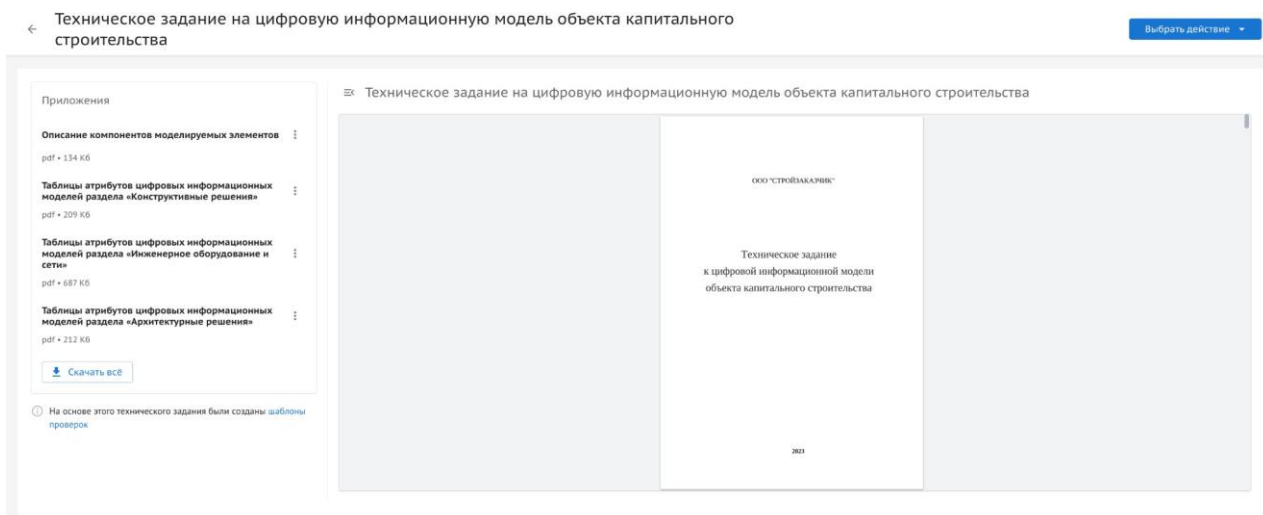 Техническое задание на цифровую информационную модель объекта капитального
строительства
Выбрать действие
Приложения
Описание компонентов моделируемых элементов
pdf • 134 Кб
Таблицы атрибутов цифровых информационных
моделей раздела «Конструктивные решения»
pdf • 209 Кб
Таблицы атрибутов цифровых информационных
моделей раздела «Инженерное оборудование и
сети»
pdf • 687 Кб
Таблицы атрибутов цифровых информационных
моделей раздела «Архитектурные решения»
pdf • 212 Кб
Скачать всё
На основе этого технического задания были созданы шаблоны
проверок
Техническое задание на цифровую информационную модель объекта капитального строительства
ООО "СТРОЙЗАКАЗЧИК"
Техническое задание
к цифровой информационной модели
объекта капитального строительства
2023